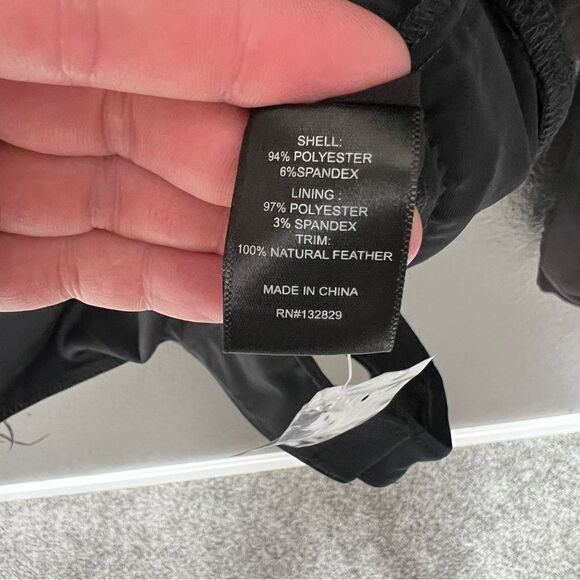 SHELL:
94% POLYESTER
6%SPANDEX
LINING :
97% POLYESTER
3% SPANDEX
TRIM:
100% NATURAL FEATHER
MADE IN CHINA
RN#132829